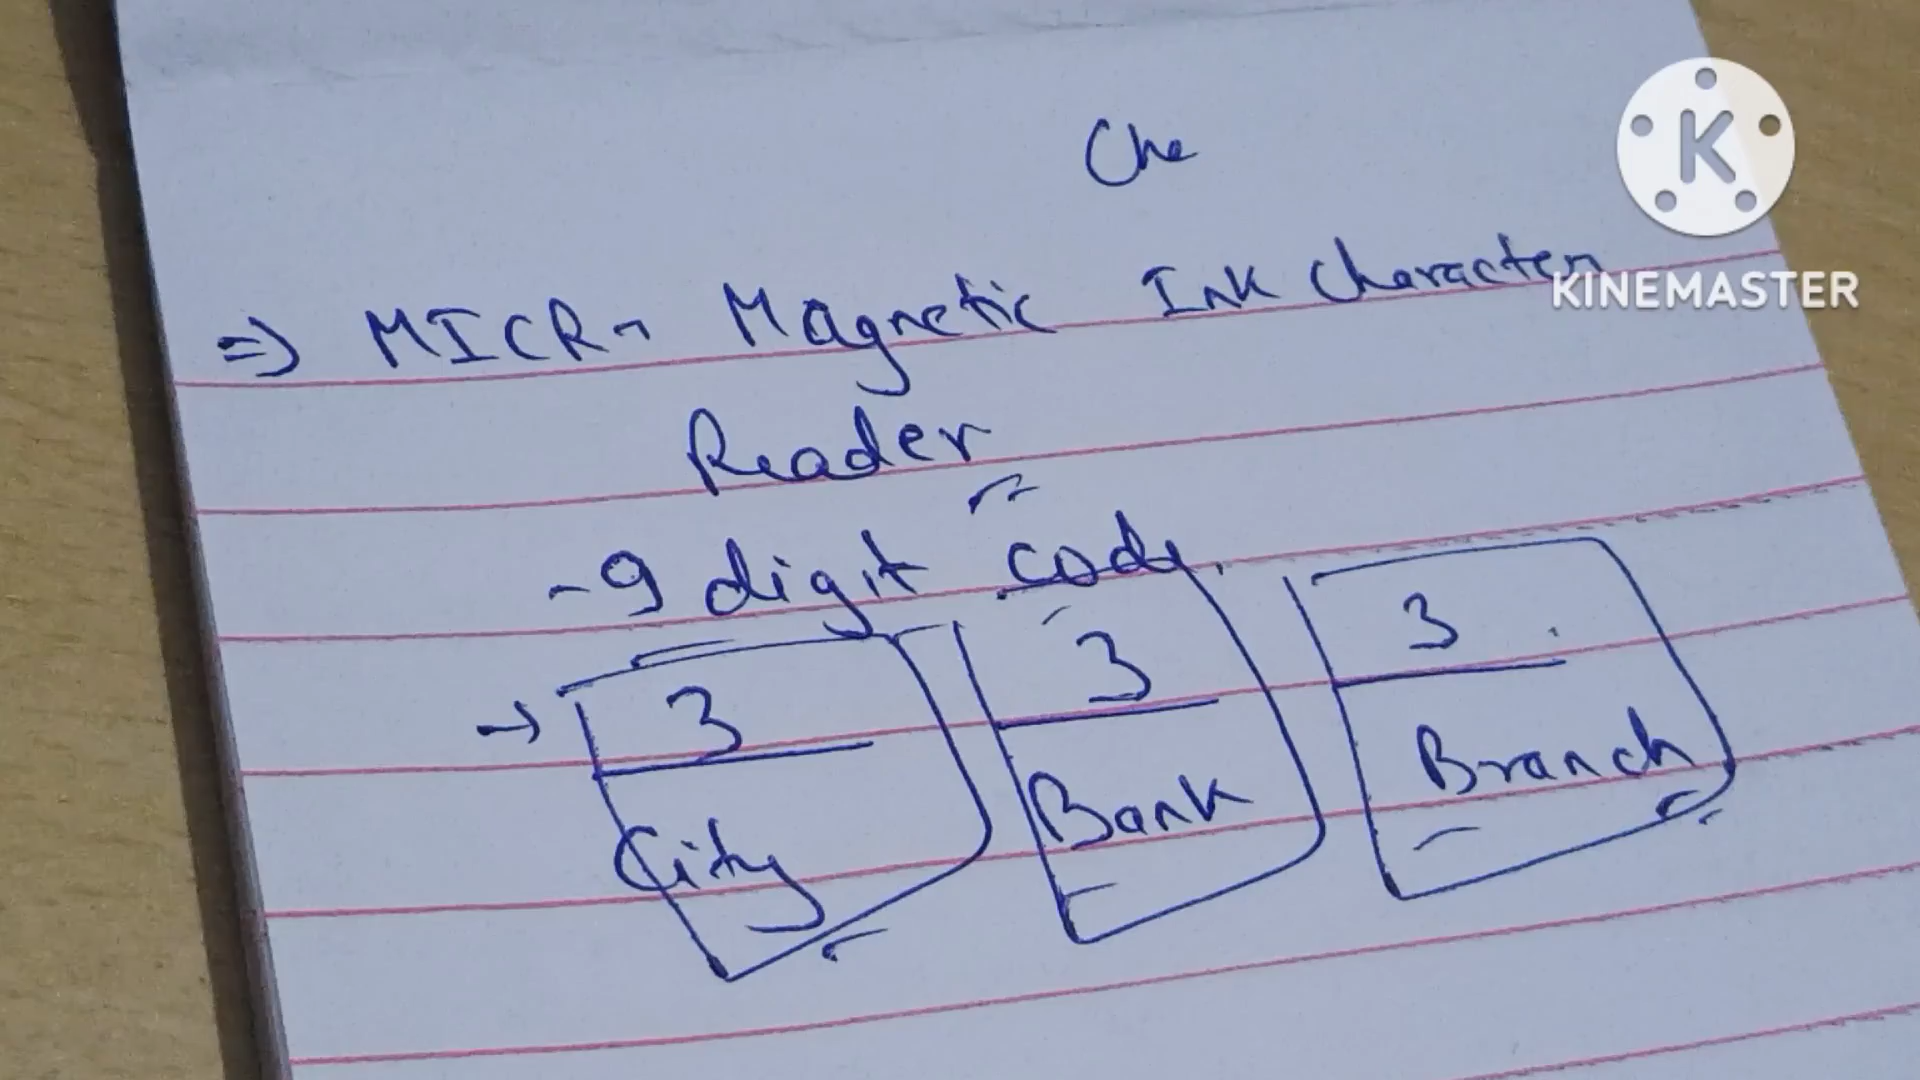 Che
⇒ MICR → Magnetic Ink Character
Reader
- 9 digit code.
→ 3 3 3
City Bank Branch
K
KINEMASTER